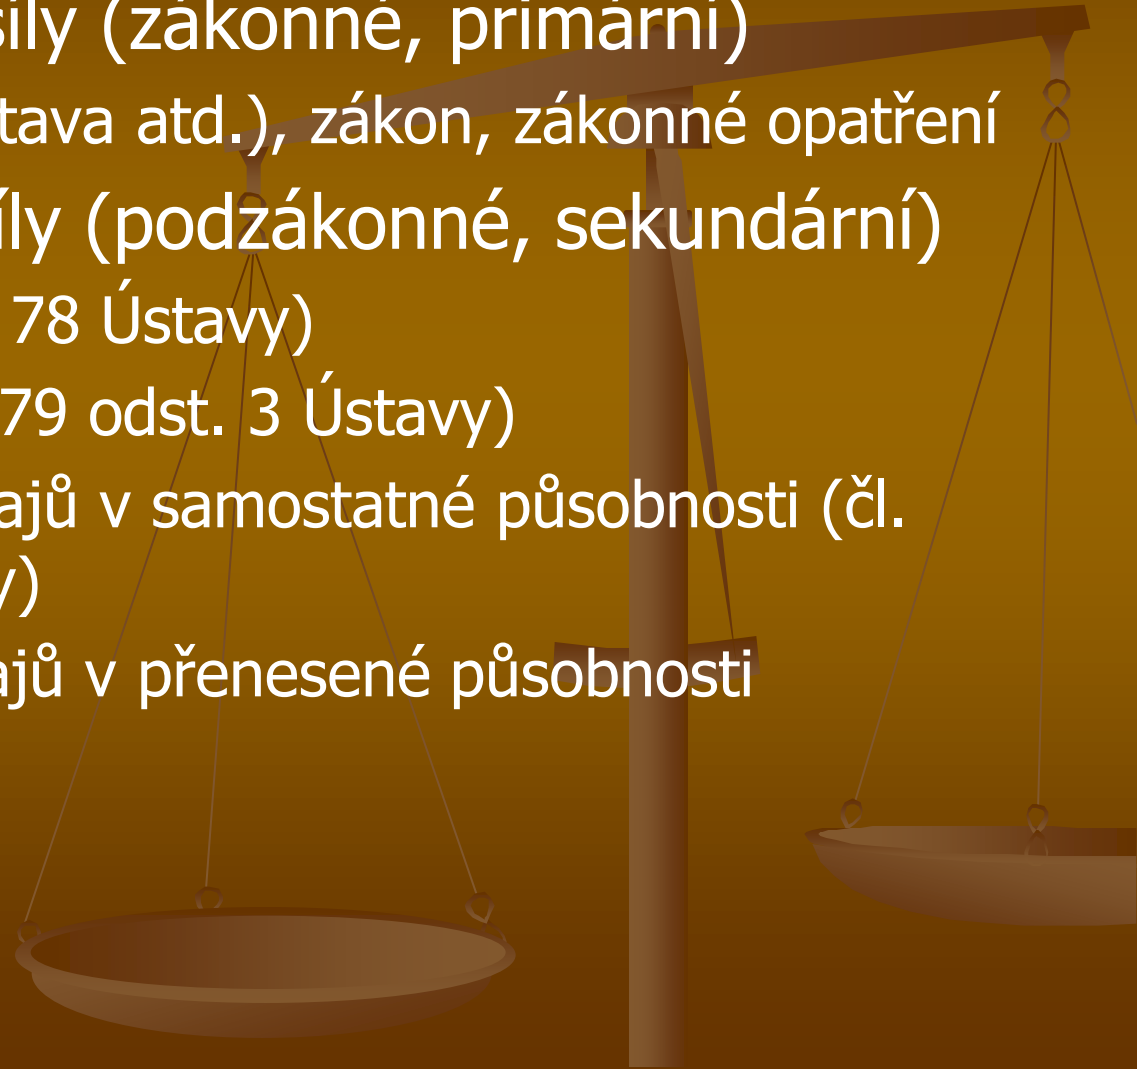 síly (zákonné, primární)
tava atd.), zákon, zákonné opatření
íly (podzákonné, sekundární)
78 Ústavy)
79 odst. 3 Ústavy)
ajů v samostatné působnosti (čl.
y)
ajů v přenesené působnosti